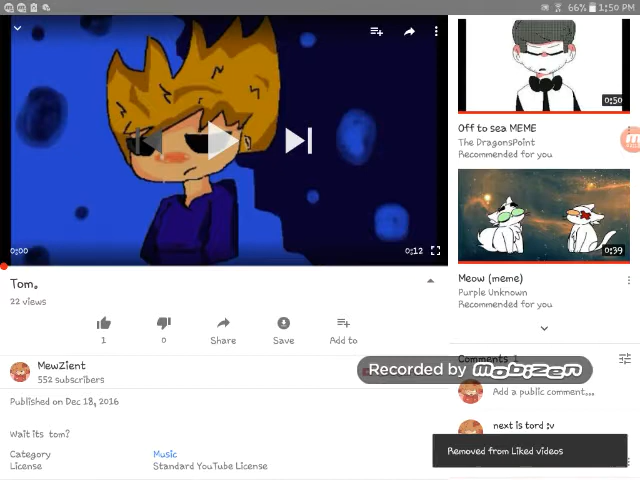 66% 1:50 PM
0:00
0:12
Tom.
22 views
1
0
Share
Save
Add to
MewZient
552 subscribers
Published on Dec 18, 2016
Wait its tom?
Category Music
License Standard YouTube License
0:50
Off to sea MEME
The DragonsPoint
Recommended for you
0:39
Meow (meme)
Purple Unknown
Recommended for you
Comments 1
Recorded by mobizen
Add a public comment...
next is tord :v
Removed from Liked videos